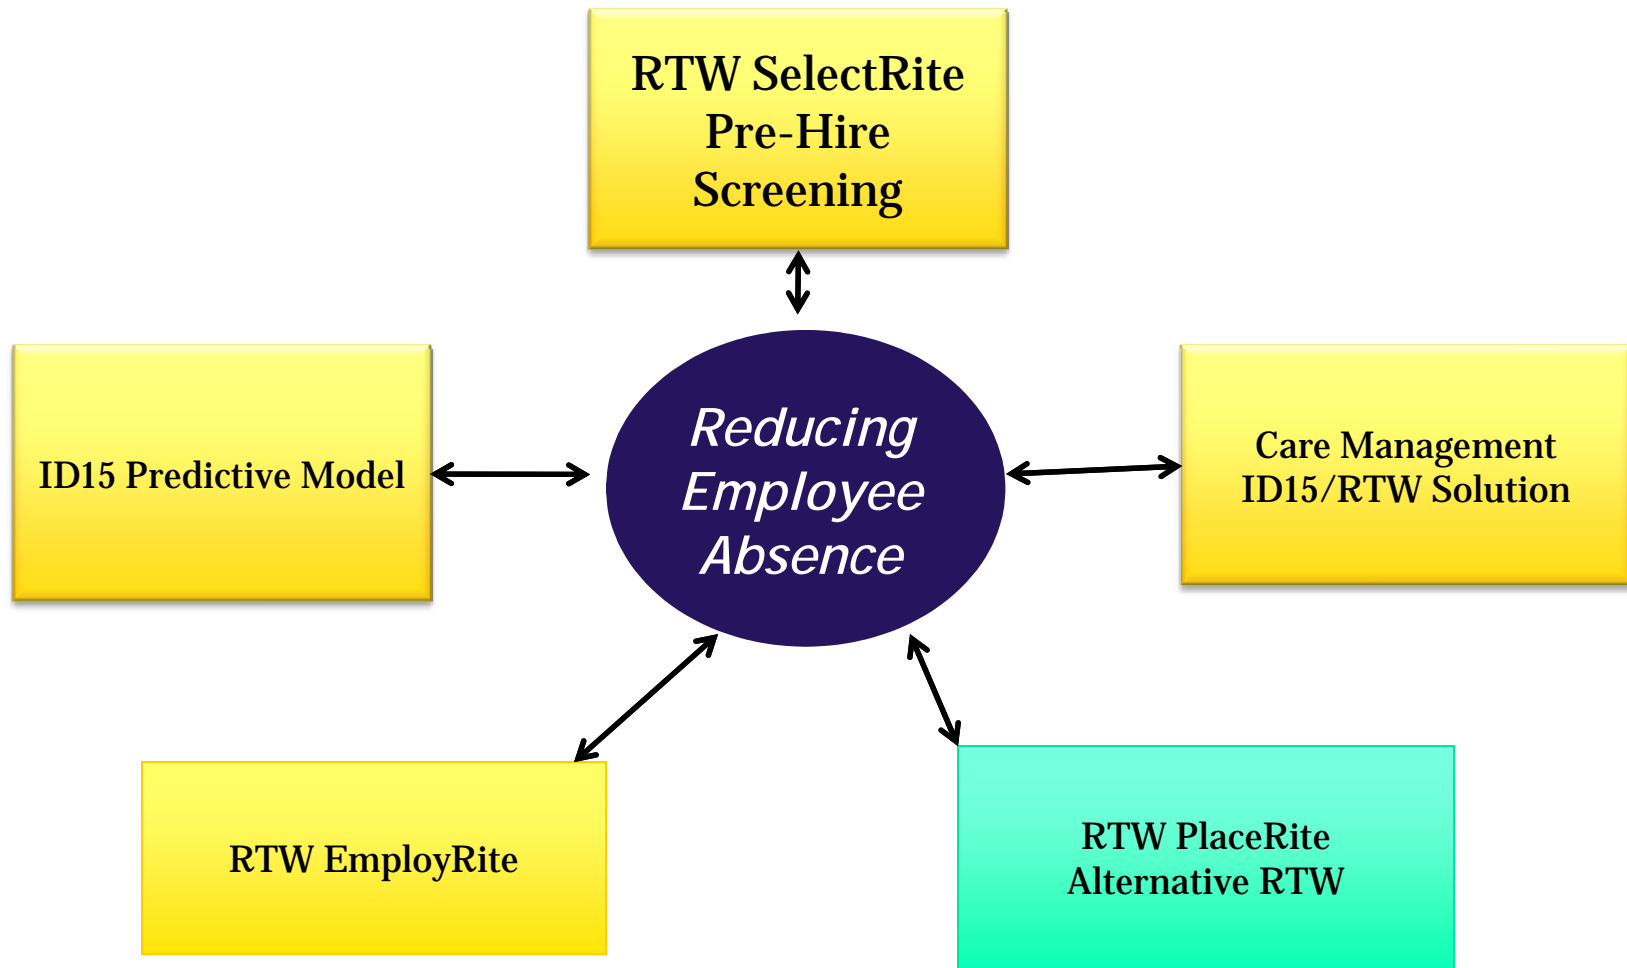 RTW SelectRite
Pre-Hire
Screening
Reducing
Employee
Absence
ID15 Predictive Model
Care Management
ID15/RTW Solution
RTW EmployRite
RTW PlaceRite
Alternative RTW